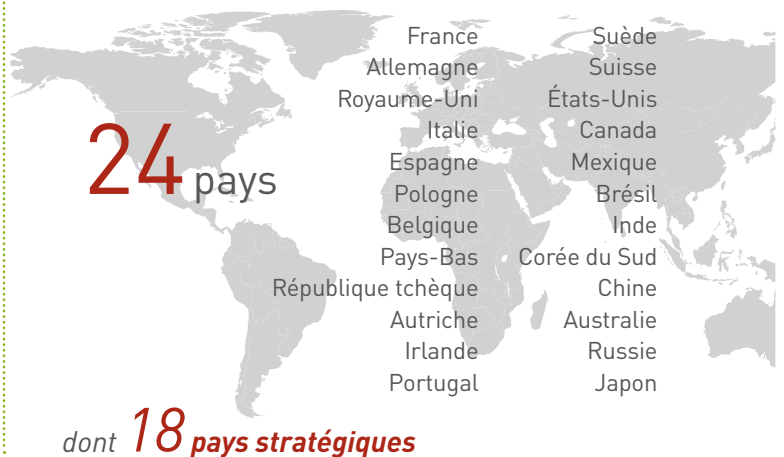 24 pays
France
Allemagne
Royaume-Uni
Italie
Espagne
Pologne
Belgique
Pays-Bas
République tchèque
Autriche
Irlande
Portugal
Suède
Suisse
États-Unis
Canada
Mexique
Brésil
Inde
Corée du Sud
Chine
Australie
Russie
Japon
dont 18 pays stratégiques